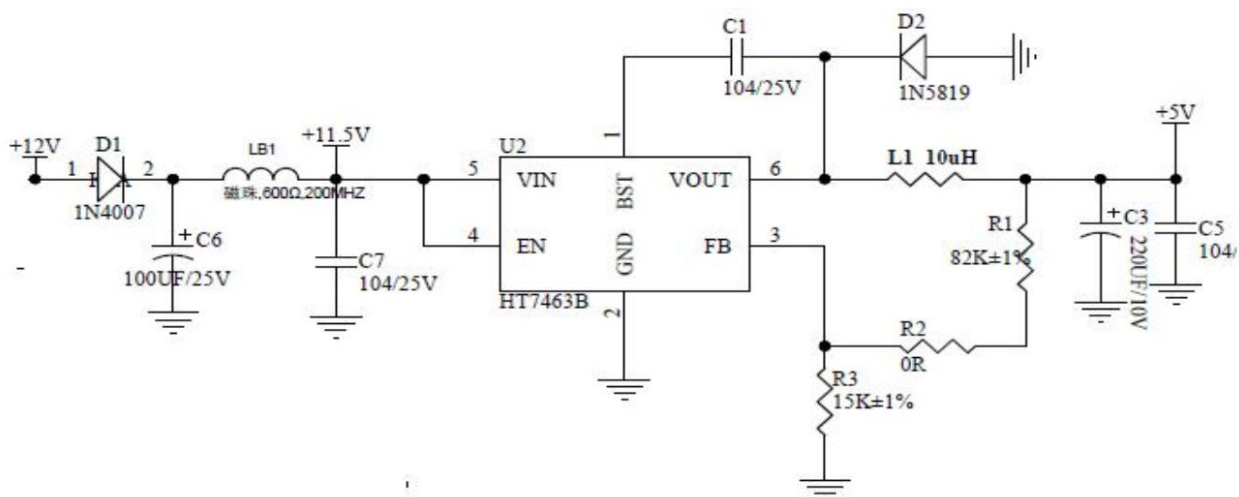 C1
104/25V
D2
1N5819
+12V
1
D1
2
1N4007
LB1
磁珠,600Ω,200MHZ
+11.5V
U2
1
5
VIN
BST
VOUT
6
4
EN
GND
FB
3
2
HT7463B
L1 10uH
+5V
+
C6
100UF/25V
C7
104/25V
R1
82K±1%
+
C3
220UF/10V
C5
104/
R2
0R
R3
15K±1%